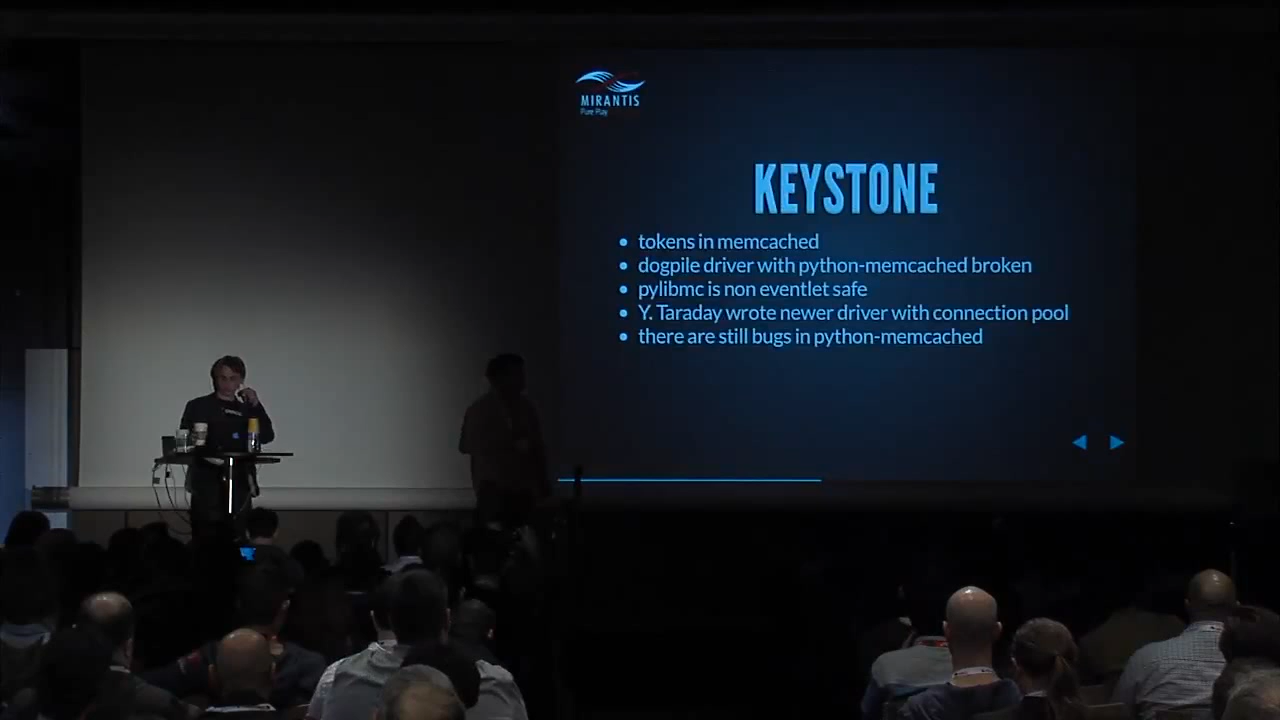 MIRANTIS
Pure Play
KEYSTONE
tokens in memcached
dogpile driver with python-memcached broken
pylibmc is non eventlet safe
Y. Taraday wrote newer driver with connection pool
there are still bugs in python-memcached